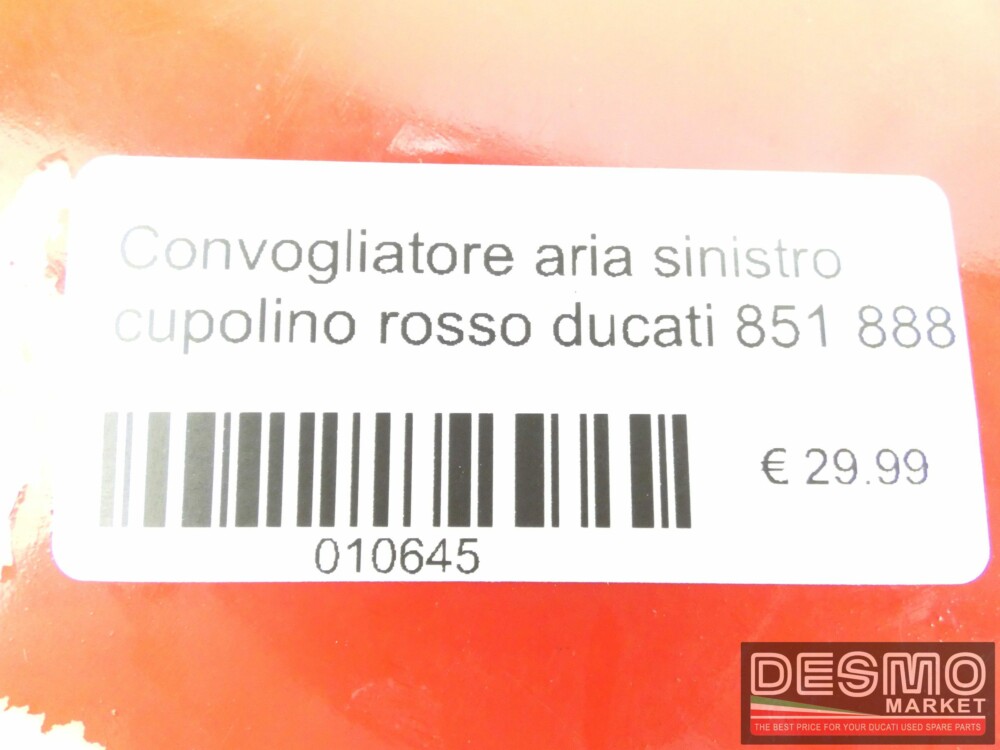 Convogliatore aria sinistro
cupolino rosso ducati 851 888
€ 29.99
010645
DESMO
MARKET
THE BEST PRICE FOR YOUR DUCATI USED SPARE PARTS